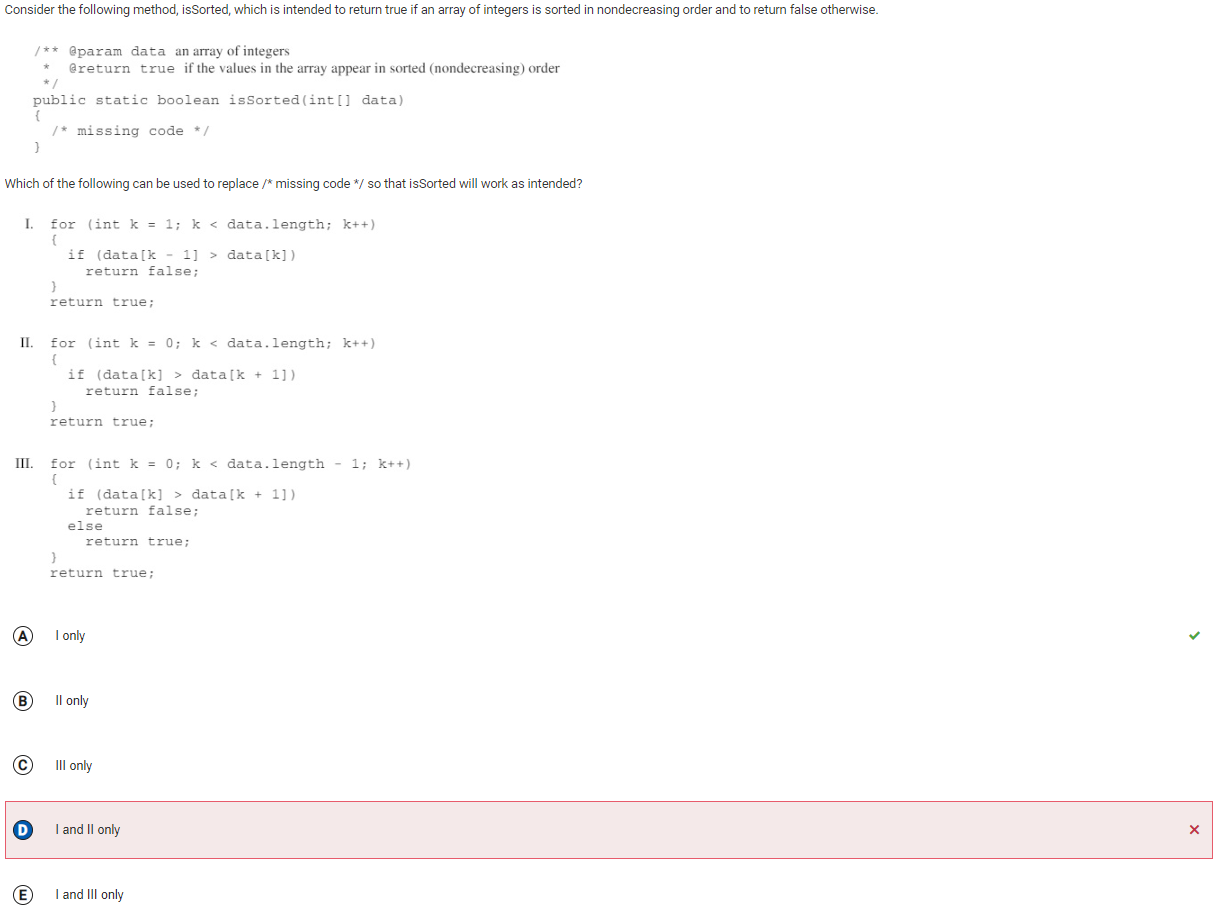 Consider the following method, isSorted, which is intended to return true if an array of integers is sorted in nondecreasing order and to return false otherwise.
/** @param data an array of integers
* @return true if the values in the array appear in sorted (nondecreasing) order
*/
public static boolean isSorted(int[] data)
{
/* missing code */
}
Which of the following can be used to replace /* missing code */ so that isSorted will work as intended?
I. for (int k = 1; k < data.length; k++)
{
if (data[k - 1] > data[k])
return false;
}
return true;
II. for (int k = 0; k < data.length; k++)
{
if (data[k] > data[k + 1])
return false;
}
return true;
III. for (int k = 0; k < data.length - 1; k++)
{
if (data[k] > data[k + 1])
return false;
else
return true;
}
return true;
A I only
B II only
C III only
D I and II only
E I and III only